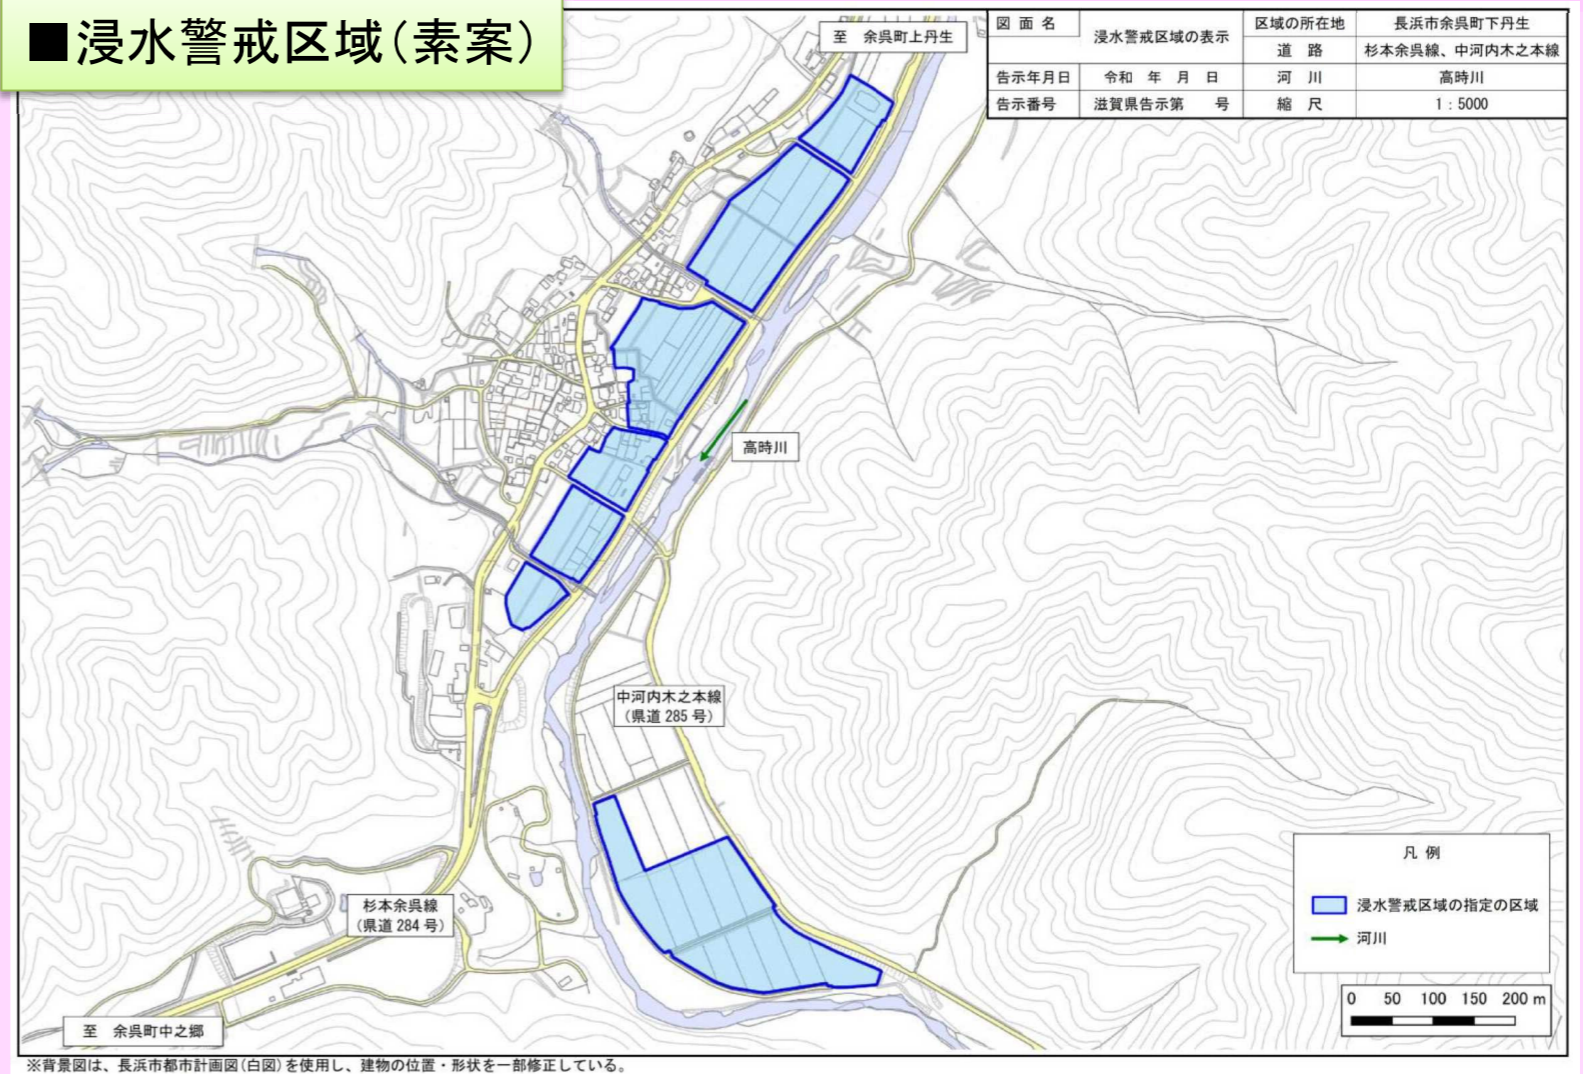 ■浸水警戒区域(素案)
至 余呉町上丹生
図面名 浸水警戒区域の表示 区域の所在地 長浜市余呉町下丹生
道路 杉本余呉線、中河内木之本線
告示年月日 令和 年 月 日 河川 高時川
告示番号 滋賀県告示第 号 縮尺 1:5000
高時川
中河内木之本線
(県道285号)
杉本余呉線
(県道284号)
至 余呉町中之郷
凡例
浸水警戒区域の指定の区域
河川
0 50 100 150 200 m
※背景図は、長浜市都市計画図(白図)を使用し、建物の位置・形状を一部修正している。